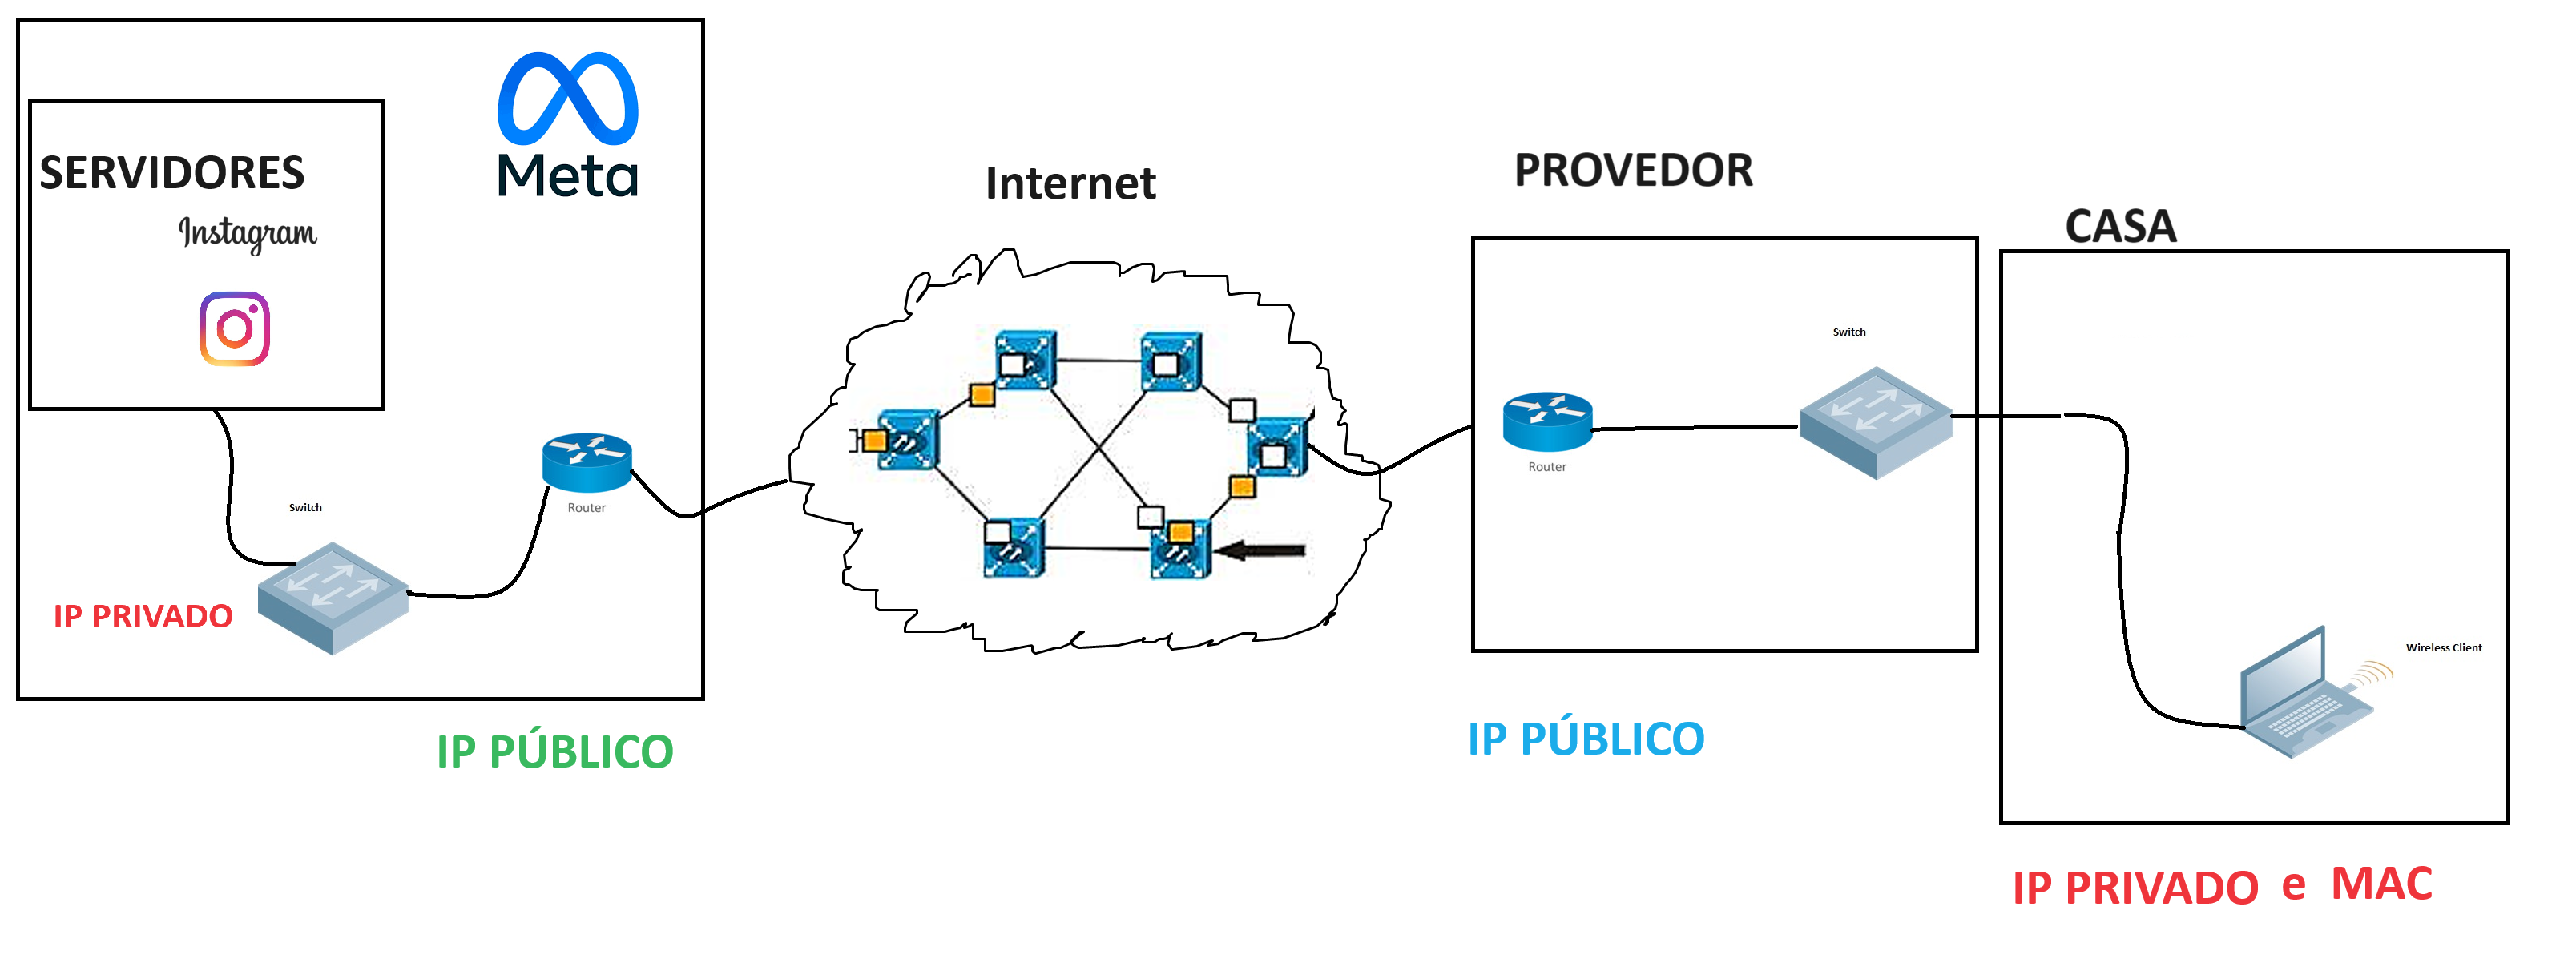 SERVIDORES
Instagram
Meta
Switch
Router
IP PRIVADO
IP PÚBLICO
Internet
PROVEDOR
Router
Switch
IP PÚBLICO
CASA
Wireless Client
IP PRIVADO e MAC